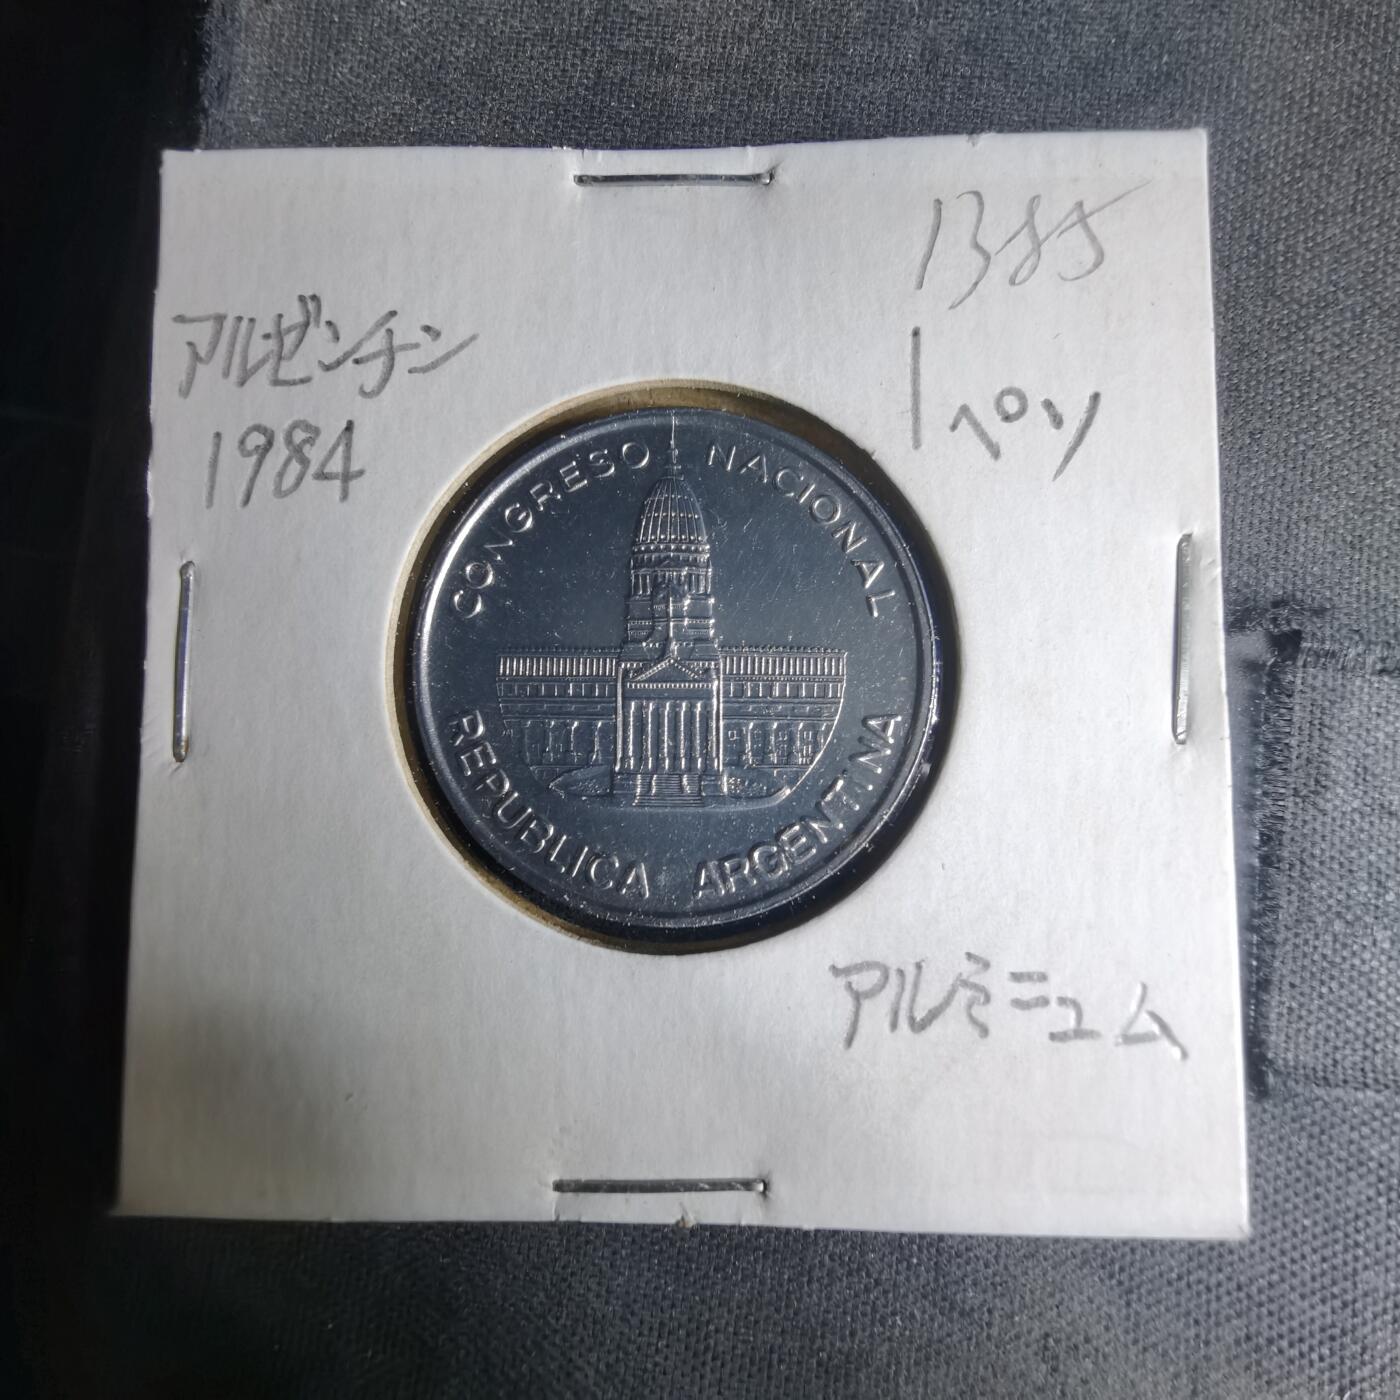 1385
アルゼンチン
1ペソ
1984
CONGRESO NACIONAL
REPUBLICA ARGENTINA
アルミニュム